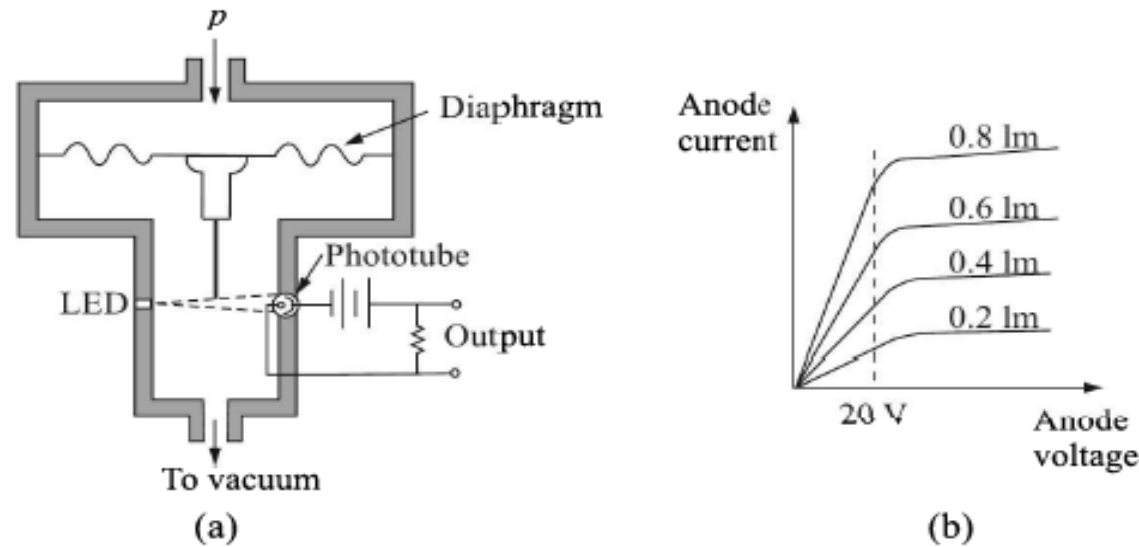 p
Diaphragm
Phototube
LED
Output
To vacuum
(a)
Anode
current
0.8 lm
0.6 lm
0.4 lm
0.2 lm
20 V
Anode
voltage
(b)